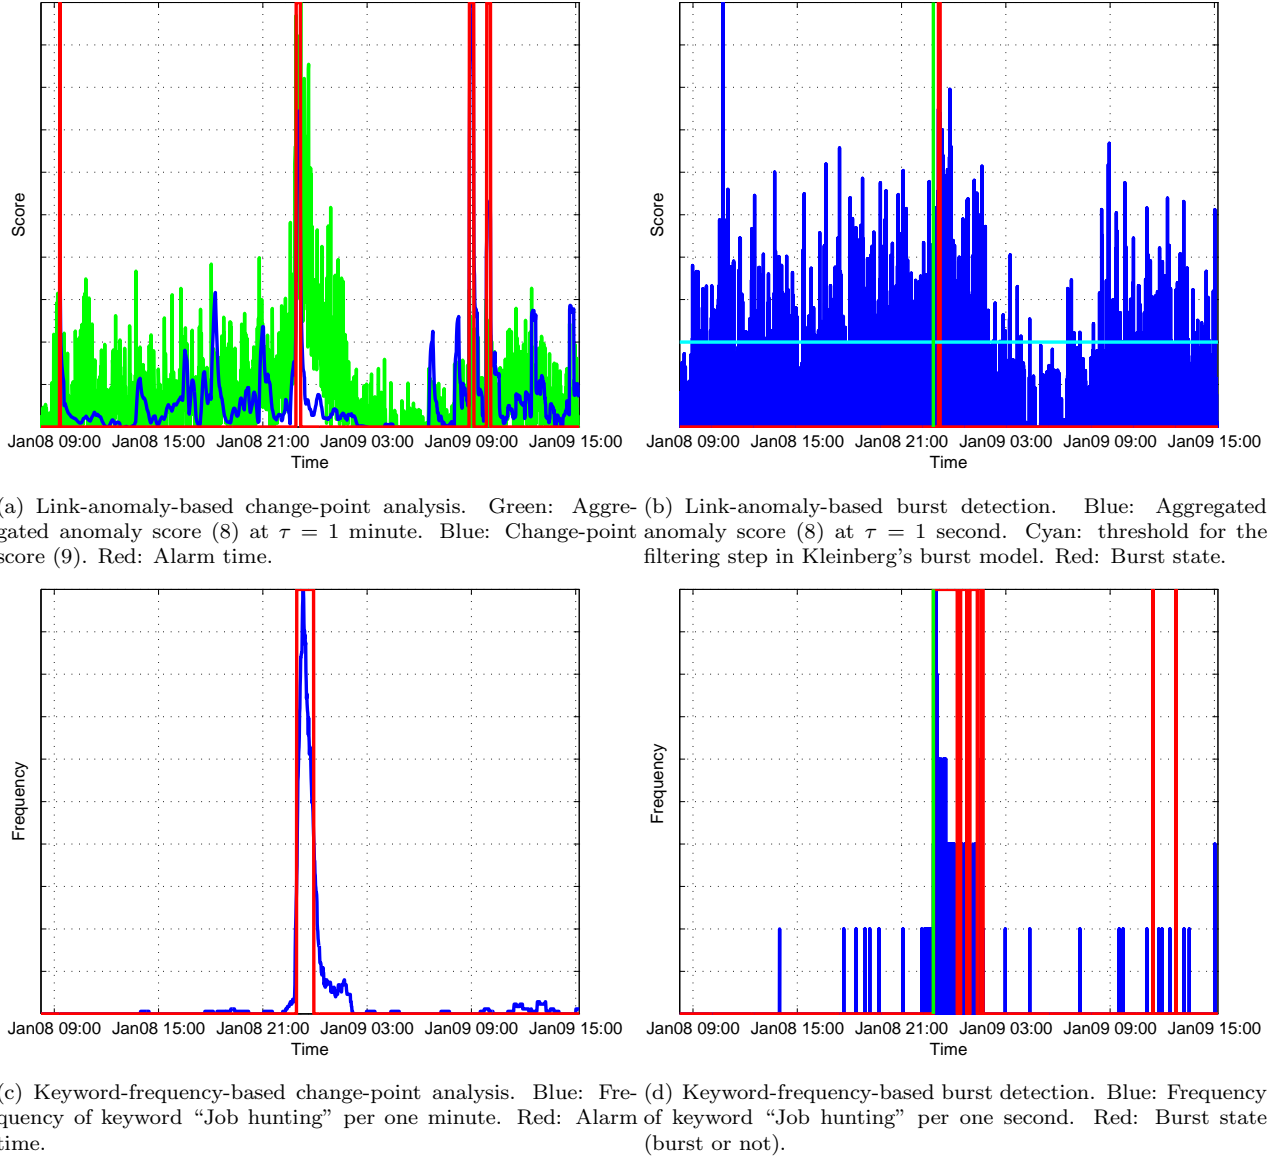 Score
Score
Jan08 09:00 Jan08 15:00 Jan08 21:00 Jan09 03:00 Jan09 09:00 Jan09 15:00
Time
Jan08 09:00 Jan08 15:00 Jan08 21:00 Jan09 03:00 Jan09 09:00 Jan09 15:00
Time
(a) Link-anomaly-based change-point analysis. Green: Aggre-
gated anomaly score (8) at τ = 1 minute. Blue: Change-point
score (9). Red: Alarm time.
(b) Link-anomaly-based burst detection. Blue: Aggregated
anomaly score (8) at τ = 1 second. Cyan: threshold for the
filtering step in Kleinberg's burst model. Red: Burst state.
Frequency
Frequency
Jan08 09:00 Jan08 15:00 Jan08 21:00 Jan09 03:00 Jan09 09:00 Jan09 15:00
Time
Jan08 09:00 Jan08 15:00 Jan08 21:00 Jan09 03:00 Jan09 09:00 Jan09 15:00
Time
(c) Keyword-frequency-based change-point analysis. Blue: Fre-
quency of keyword "Job hunting" per one minute. Red: Alarm
time.
(d) Keyword-frequency-based burst detection. Blue: Frequency
of keyword "Job hunting" per one second. Red: Burst state
(burst or not).